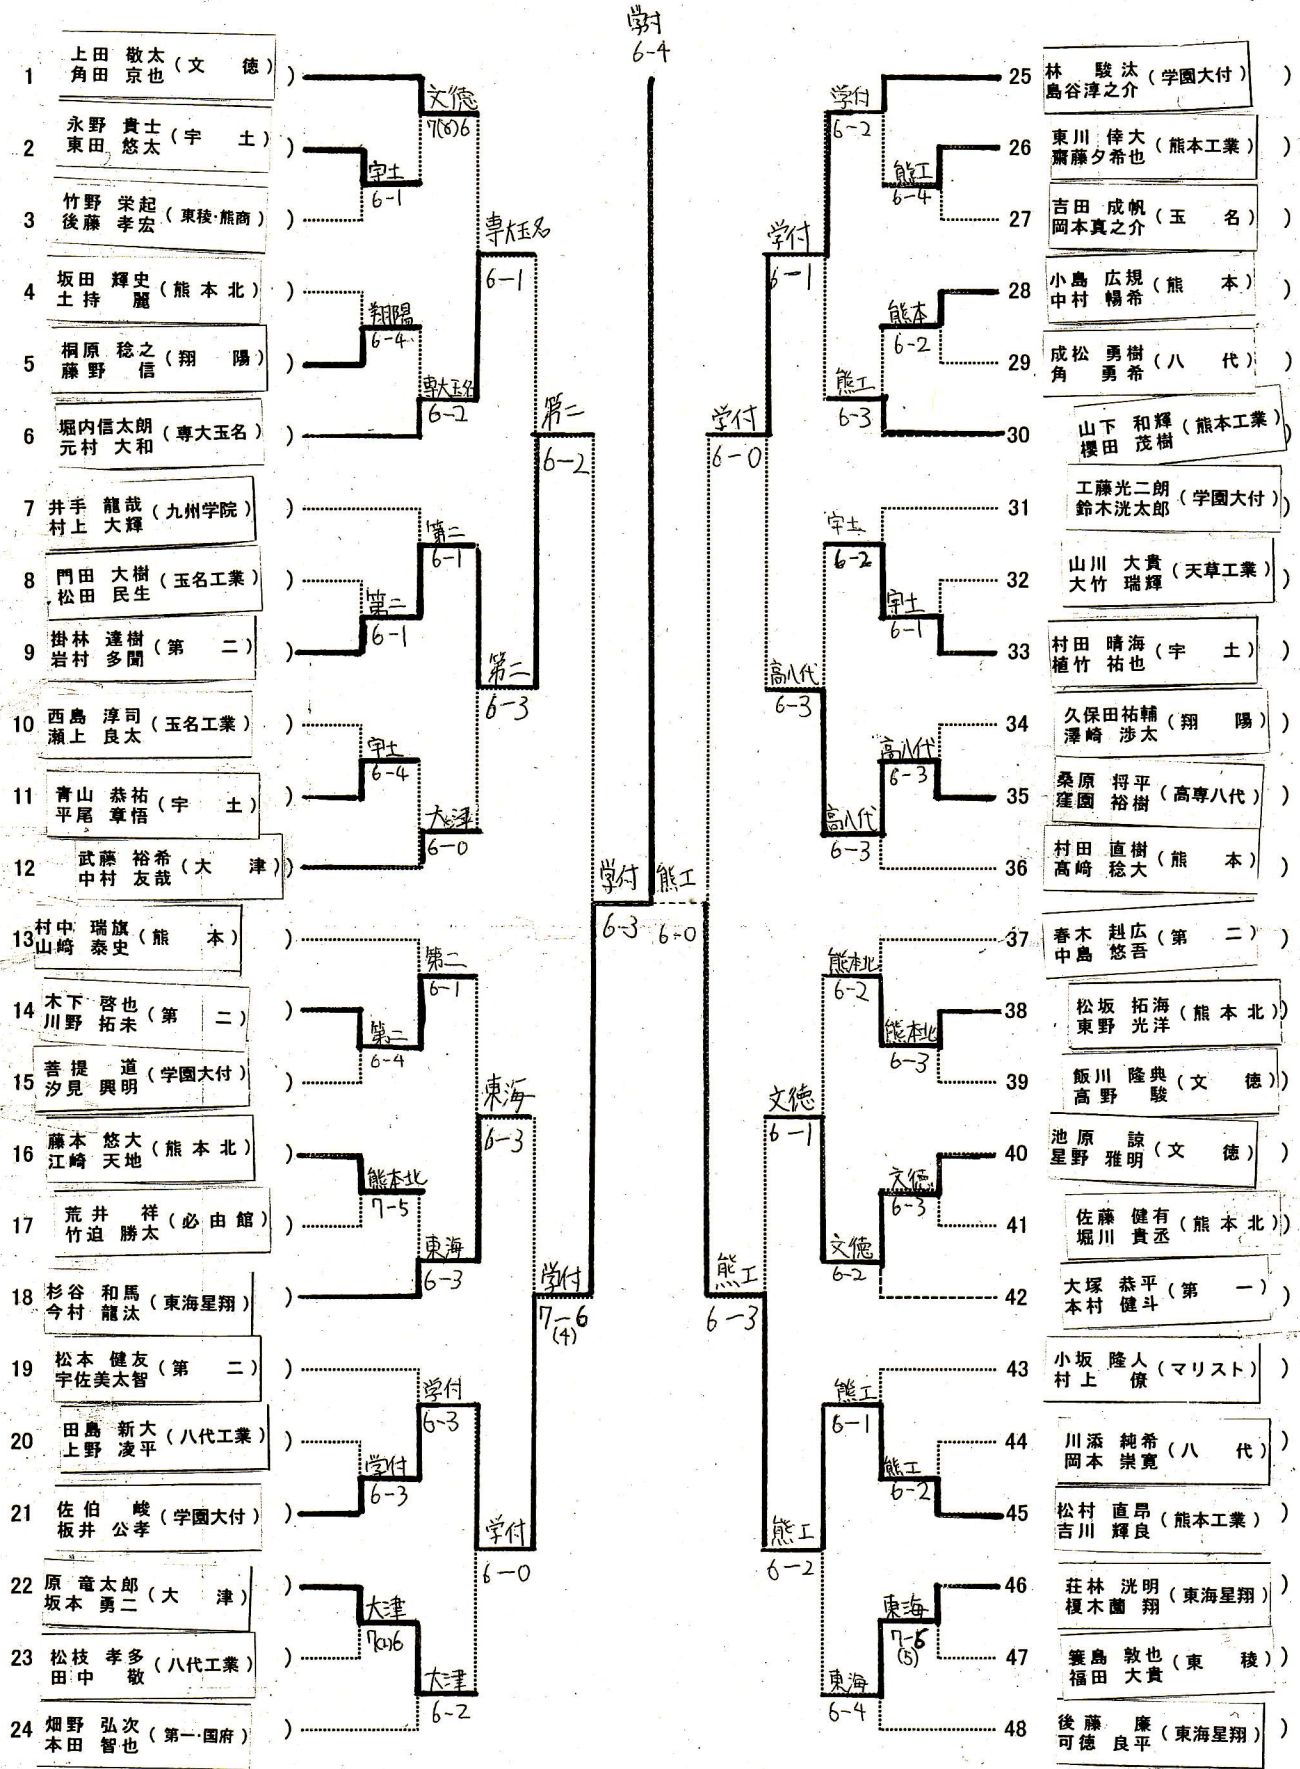 学付
6-4
1 上田 敬太 角田 京也 (文 徳)
2 永野 貴士 東田 悠太 (宇 土)
3 竹野 栄起 後藤 孝宏 (東稜・熊商)
4 坂田 輝史 土持 麗 (熊本北)
5 桐原 稔之 藤野 信 (翔 陽)
6 堀内信太朗 元村 大和 (専大玉名)
7 井手 龍哉 村上 大輝 (九州学院)
8 門田 大樹 松田 民生 (玉名工業)
9 掛林 達樹 岩村 多聞 (第 二)
10 西島 淳司 瀬上 良太 (玉名工業)
11 青山 恭祐 平尾 章悟 (宇 土)
12 武藤 裕希 中村 友哉 (大 津)
13 村中 瑞旗 山﨑 泰史 (熊 本)
14 木下 啓也 川野 拓未 (第 二)
15 菩提 道 汐見 興明 (学園大付)
16 藤本 悠大 江崎 天地 (熊本北)
17 荒井 祥 竹迫 勝太 (必由館)
18 杉谷 和馬 今村 龍汰 (東海星翔)
19 松本 健友 宇佐美太智 (第 二)
20 田島 新大 上野 凌平 (八代工業)
21 佐伯 峻 板井 公孝 (学園大付)
22 原 竜太郎 坂本 勇二 (大 津)
23 松枝 孝多 田中 敬 (八代工業)
24 畑野 弘次 本田 智也 (第一・国府)
宇土
6-1
翔陽
6-4
第二
6-1
宇土
6-4
第二
6-4
熊本北
7-5
学付
6-3
大津
文徳
専大玉名
6-2
第二
6-1
大津
6-0
第二
6-1
東海
6-3
学付
6-3
大津
6-2
専大玉名
6-1
第二
6-3
東海
6-3
学付
6-0
第二
6-2
学付
7-6
(4)
学付
6-3
熊工
6-0
学付
6-0
熊工
6-3
学付
6-1
高八代
6-3
文徳
6-1
熊工
6-2
学付
6-2
熊工
6-3
宇土
6-2
高八代
6-3
熊本北
6-2
文徳
6-2
熊工
6-1
東海
6-4
熊工
6-4
熊本
6-2
宇土
6-1
高八代
6-3
熊本北
6-3
文徳
6-3
熊工
6-2
東海
7-6
(5)
25 林 駿汰 島谷淳之介 (学園大付)
26 東川 倖大 齋藤夕希也 (熊本工業)
27 吉田 成帆 岡本真之介 (玉 名)
28 小島 広規 中村 暢希 (熊 本)
29 成松 勇樹 角 勇希 (八 代)
30 山下 和輝 櫻田 茂樹 (熊本工業)
31 工藤光二朗 鈴木洸太郎 (学園大付)
32 山川 大貴 大竹 瑞輝 (天草工業)
33 村田 晴海 植竹 祐也 (宇 土)
34 久保田祐輔 澤崎 渉太 (翔 陽)
35 桑原 将平 窪園 裕樹 (高専八代)
36 村田 直樹 高崎 稔大 (熊 本)
37 春木 赳広 中島 悠吾 (第 二)
38 松坂 拓海 東野 光洋 (熊本北)
39 飯川 隆典 高野 駿 (文 徳)
40 池原 諒 星野 雅明 (文 徳)
41 佐藤 健有 堀川 貴丞 (熊本北)
42 大塚 恭平 本村 健斗 (第 一)
43 小坂 隆人 村上 僚 (マリスト)
44 川添 純希 岡本 崇寛 (八 代)
45 松村 直昂 吉川 輝良 (熊本工業)
46 荘林 洸明 榎木薗 翔 (東海星翔)
47 簑島 敦也 福田 大貴 (東 稜)
48 後藤 廉 可徳 良平 (東海星翔)